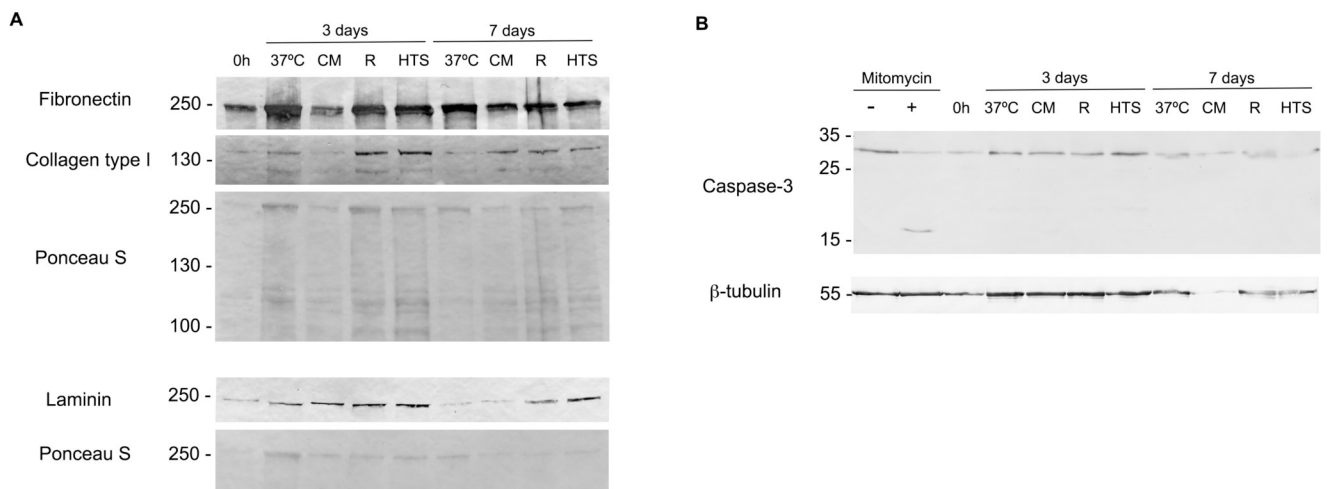 A
3 days
7 days
0h 37ºC CM R HTS 37ºC CM R HTS
Fibronectin 250 -
Collagen type I 130 -
250 -
Ponceau S
130 -
100 -
Laminin 250 -
Ponceau S 250 -
B
Mitomycin 3 days 7 days
- + 0h 37ºC CM R HTS 37ºC CM R HTS
35 -
25 -
Caspase-3
15 -
β-tubulin 55 -